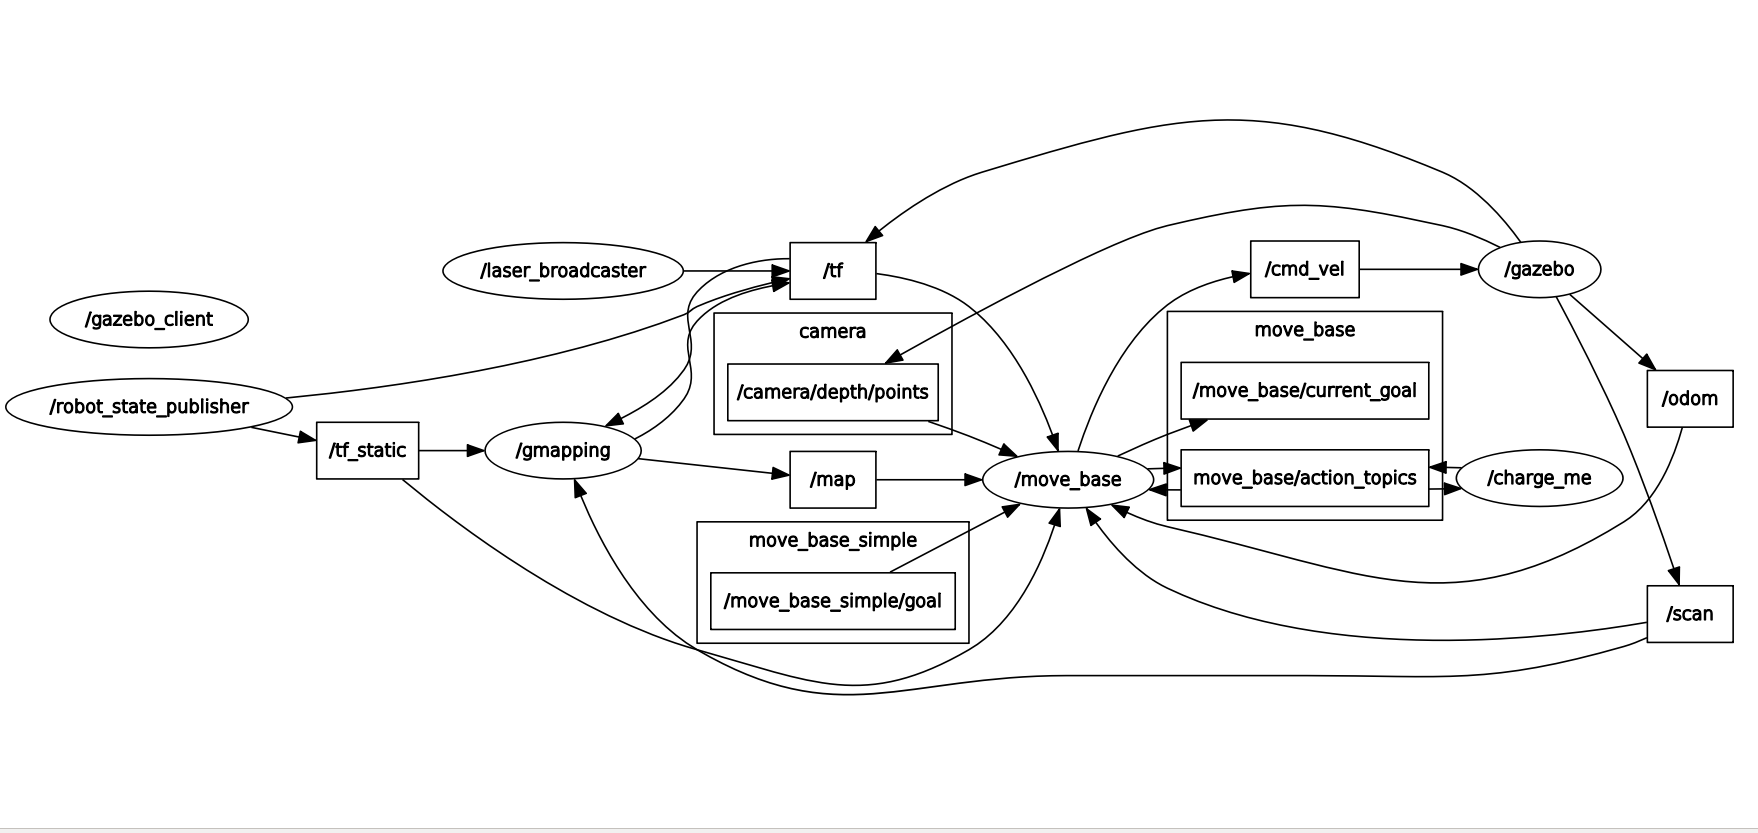 /laser_broadcaster
/tf
/cmd_vel
/gazebo
/gazebo_client
camera
move_base
/camera/depth/points
/move_base/current_goal
/odom
/robot_state_publisher
/tf_static
/gmapping
/map
/move_base
move_base/action_topics
/charge_me
move_base_simple
/move_base_simple/goal
/scan